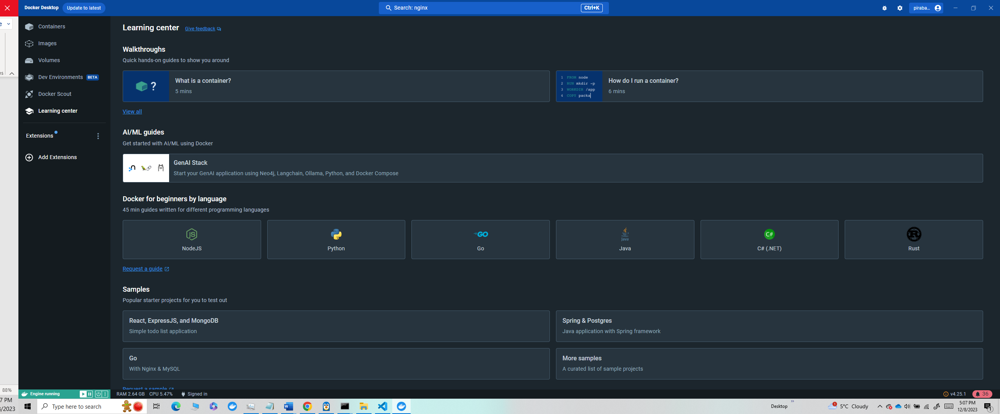 Docker Desktop
Update to latest
Search: nginx
Ctrl+K
piraba...
e
es
Containers
Images
Volumes
Dev Environments BETA
Docker Scout
Learning center
Extensions
Add Extensions
Learning center Give feedback
Walkthroughs
Quick hands-on guides to show you around
?
What is a container?
5 mins
1 FROM node
2 RUN mkdir -p
3 WORKDIR /app
4 COPY packa
How do I run a container?
6 mins
View all
AI/ML guides
Get started with AI/ML using Docker
GenAI Stack
Start your GenAI application using Neo4j, Langchain, Ollama, Python, and Docker Compose
Docker for beginners by language
45 min guides written for different programming languages
JS
NodeJS
Python
GO
Go
Java
Java
C#
C# (.NET)
R
Rust
Request a guide
Samples
Popular starter projects for you to test out
React, ExpressJS, and MongoDB
Simple todo list application
Spring & Postgres
Java application with Spring framework
Go
With Nginx & MySQL
More samples
A curated list of sample projects
Request a sample
88%
Engine running
RAM 2.64 GB CPU 5.47% Signed in
v4.25.1
36
7 PM
/2023
Type here to search
W
Desktop
»
1
5°C Cloudy
5:07 PM
12/8/2023
1